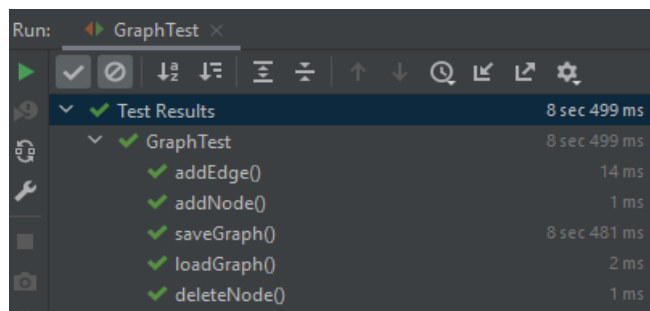 Run: GraphTest
Test Results 8 sec 499 ms
GraphTest 8 sec 499 ms
addEdge() 14 ms
addNode() 1 ms
saveGraph() 8 sec 481 ms
loadGraph() 2 ms
deleteNode() 1 ms